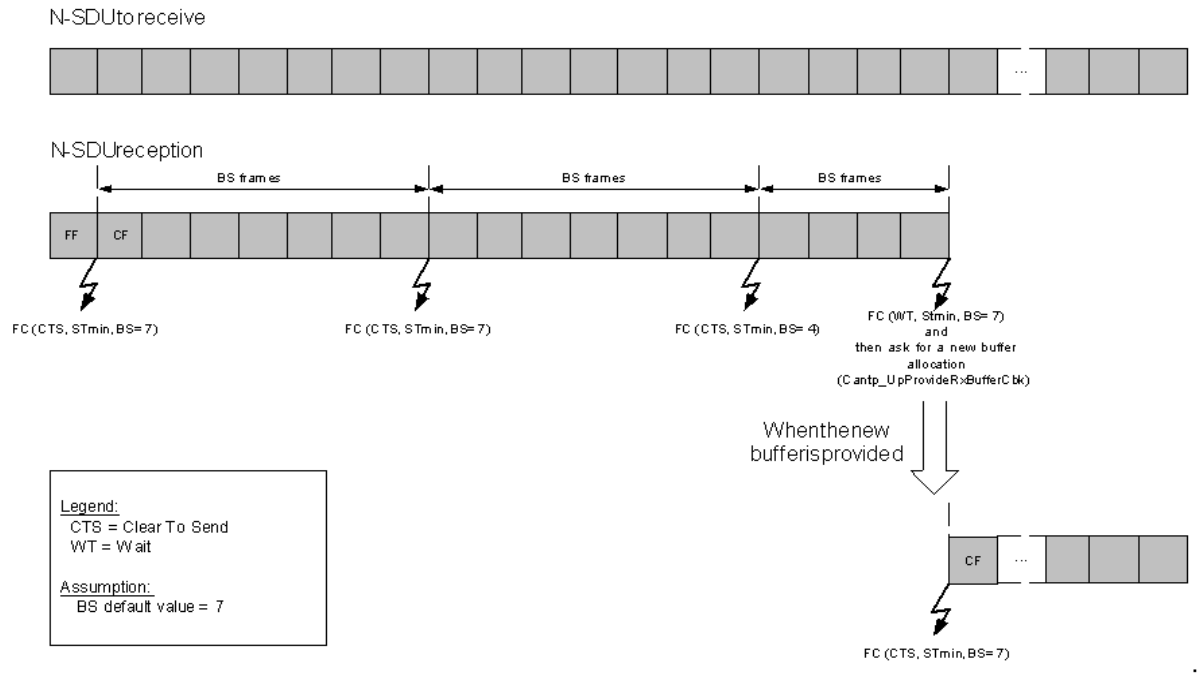 N-SDUtoreceive
...
N-SDUreception
BS frames
BS frames
BS frames
FF
CF
FC (CTS, STmin, BS= 7)
FC (CTS, STmin, BS= 7)
FC (CTS, STmin, BS= 4)
FC (WT, Stmin, BS= 7)
and
then ask for a new buffer
allocation
(Cantp_UpProvideRxBufferCbk)
Whenthenew
bufferisprovided
Legend:
CTS = Clear To Send
WT = Wait
Assumption:
BS default value = 7
CF
...
FC (CTS, STmin, BS= 7)
.